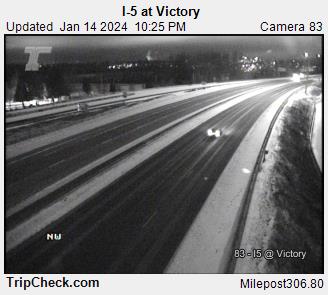 I-5 at Victory
Updated Jan 14 2024 10:25 PM Camera 83
T
NW
83 - I5 @ Victory
TripCheck.com Milepost306.80